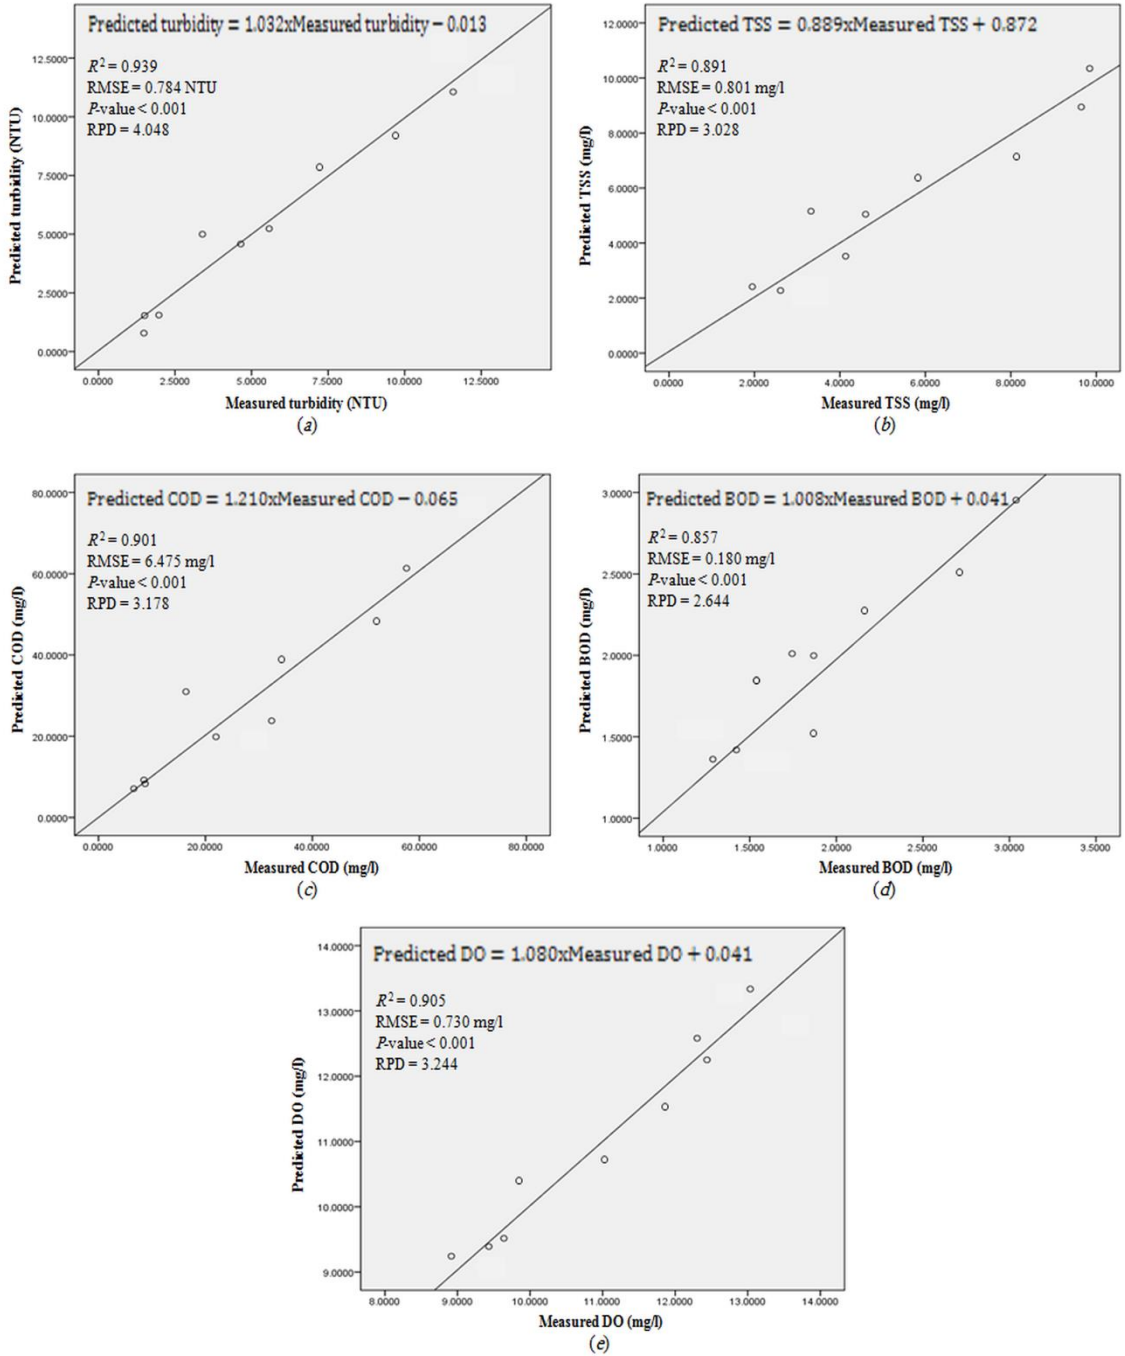 Predicted turbidity = 1.032xMeasured turbidity – 0.013
R² = 0.939
RMSE = 0.784 NTU
P-value < 0.001
RPD = 4.048
Predicted turbidity (NTU)
12.5000
10.0000
7.5000
5.0000
2.5000
0.0000
0.0000 2.5000 5.0000 7.5000 10.0000 12.5000
Measured turbidity (NTU)
(a)
Predicted TSS = 0.889xMeasured TSS + 0.872
R² = 0.891
RMSE = 0.801 mg/l
P-value < 0.001
RPD = 3.028
Predicted TSS (mg/l)
12.0000
10.0000
8.0000
6.0000
4.0000
2.0000
0.0000
0.0000 2.0000 4.0000 6.0000 8.0000 10.0000
Measured TSS (mg/l)
(b)
Predicted COD = 1.210xMeasured COD – 0.065
R² = 0.901
RMSE = 6.475 mg/l
P-value < 0.001
RPD = 3.178
Predicted COD (mg/l)
80.0000
60.0000
40.0000
20.0000
0.0000
0.0000 20.0000 40.0000 60.0000 80.0000
Measured COD (mg/l)
(c)
Predicted BOD = 1.008xMeasured BOD + 0.041
R² = 0.857
RMSE = 0.180 mg/l
P-value < 0.001
RPD = 2.644
Predicted BOD (mg/l)
3.0000
2.5000
2.0000
1.5000
1.0000
1.0000 1.5000 2.0000 2.5000 3.0000 3.5000
Measured BOD (mg/l)
(d)
Predicted DO = 1.080xMeasured DO + 0.041
R² = 0.905
RMSE = 0.730 mg/l
P-value < 0.001
RPD = 3.244
Predicted DO (mg/l)
14.0000
13.0000
12.0000
11.0000
10.0000
9.0000
8.0000 9.0000 10.0000 11.0000 12.0000 13.0000 14.0000
Measured DO (mg/l)
(e)